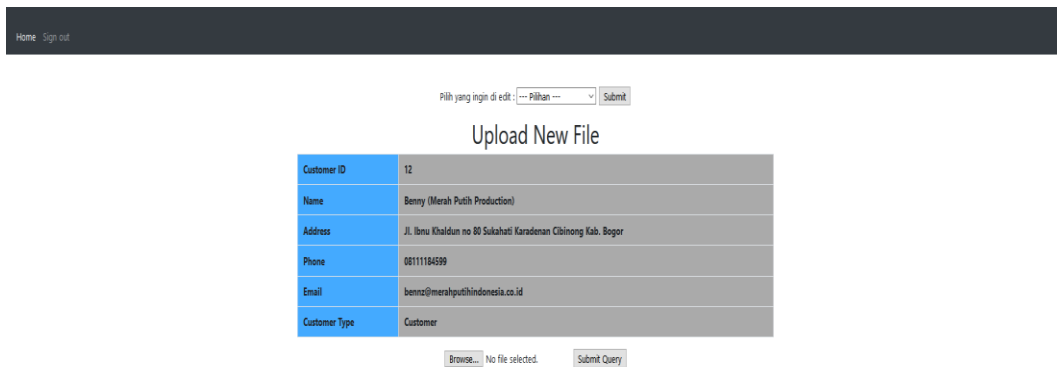 Home Sign out
Pilih yang ingin di edit : --- Pilihan --- Submit
Upload New File
Customer ID 12
Name Benny (Merah Putih Production)
Address Jl. Ibnu Khaldun no 80 Sukahati Karadenan Cibinong Kab. Bogor
Phone 08111184599
Email bennz@merahputihindonesia.co.id
Customer Type Customer
Browse... No file selected. Submit Query